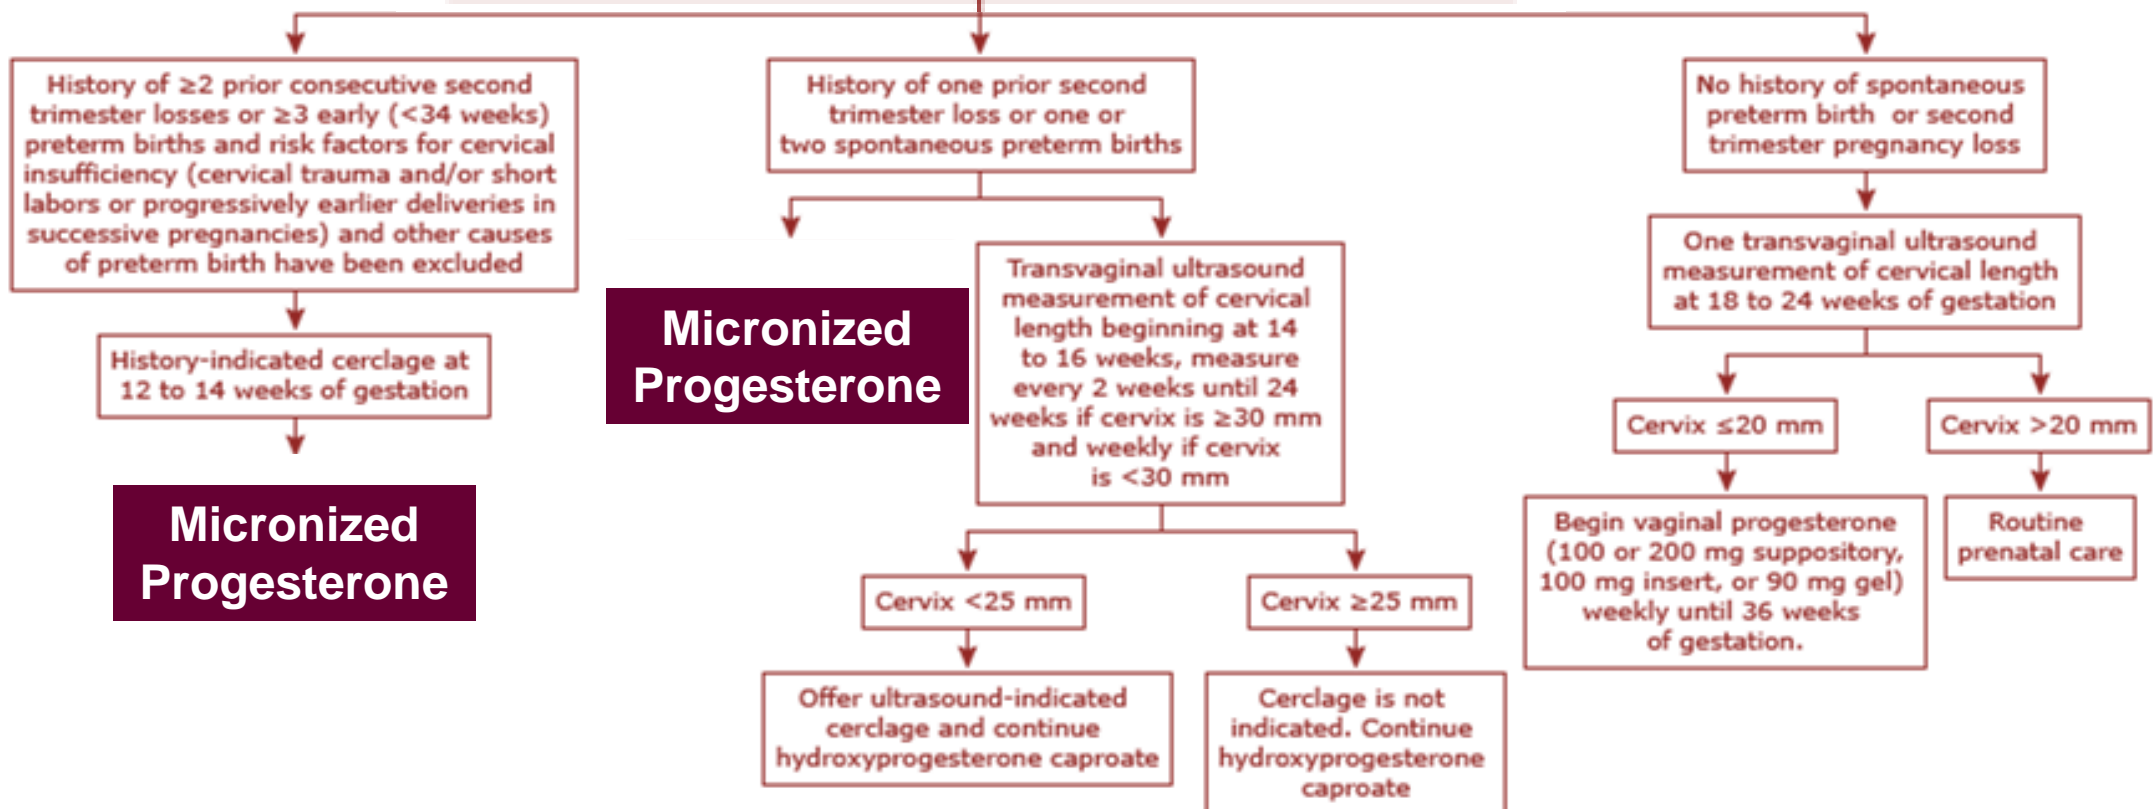 History of ≥2 prior consecutive second
trimester losses or ≥3 early (<34 weeks)
preterm births and risk factors for cervical
insufficiency (cervical trauma and/or short
labors or progressively earlier deliveries in
successive pregnancies) and other causes
of preterm birth have been excluded
History-indicated cerclage at
12 to 14 weeks of gestation
Micronized
Progesterone
History of one prior second
trimester loss or one or
two spontaneous preterm births
Micronized
Progesterone
Transvaginal ultrasound
measurement of cervical
length beginning at 14
to 16 weeks, measure
every 2 weeks until 24
weeks if cervix is ≥30 mm
and weekly if cervix
is <30 mm
Cervix <25 mm
Offer ultrasound-indicated
cerclage and continue
hydroxyprogesterone caproate
Cervix ≥25 mm
Cerclage is not
indicated. Continue
hydroxyprogesterone
caproate
No history of spontaneous
preterm birth or second
trimester pregnancy loss
One transvaginal ultrasound
measurement of cervical length
at 18 to 24 weeks of gestation
Cervix ≤20 mm
Begin vaginal progesterone
(100 or 200 mg suppository,
100 mg insert, or 90 mg gel)
weekly until 36 weeks
of gestation.
Cervix >20 mm
Routine
prenatal care